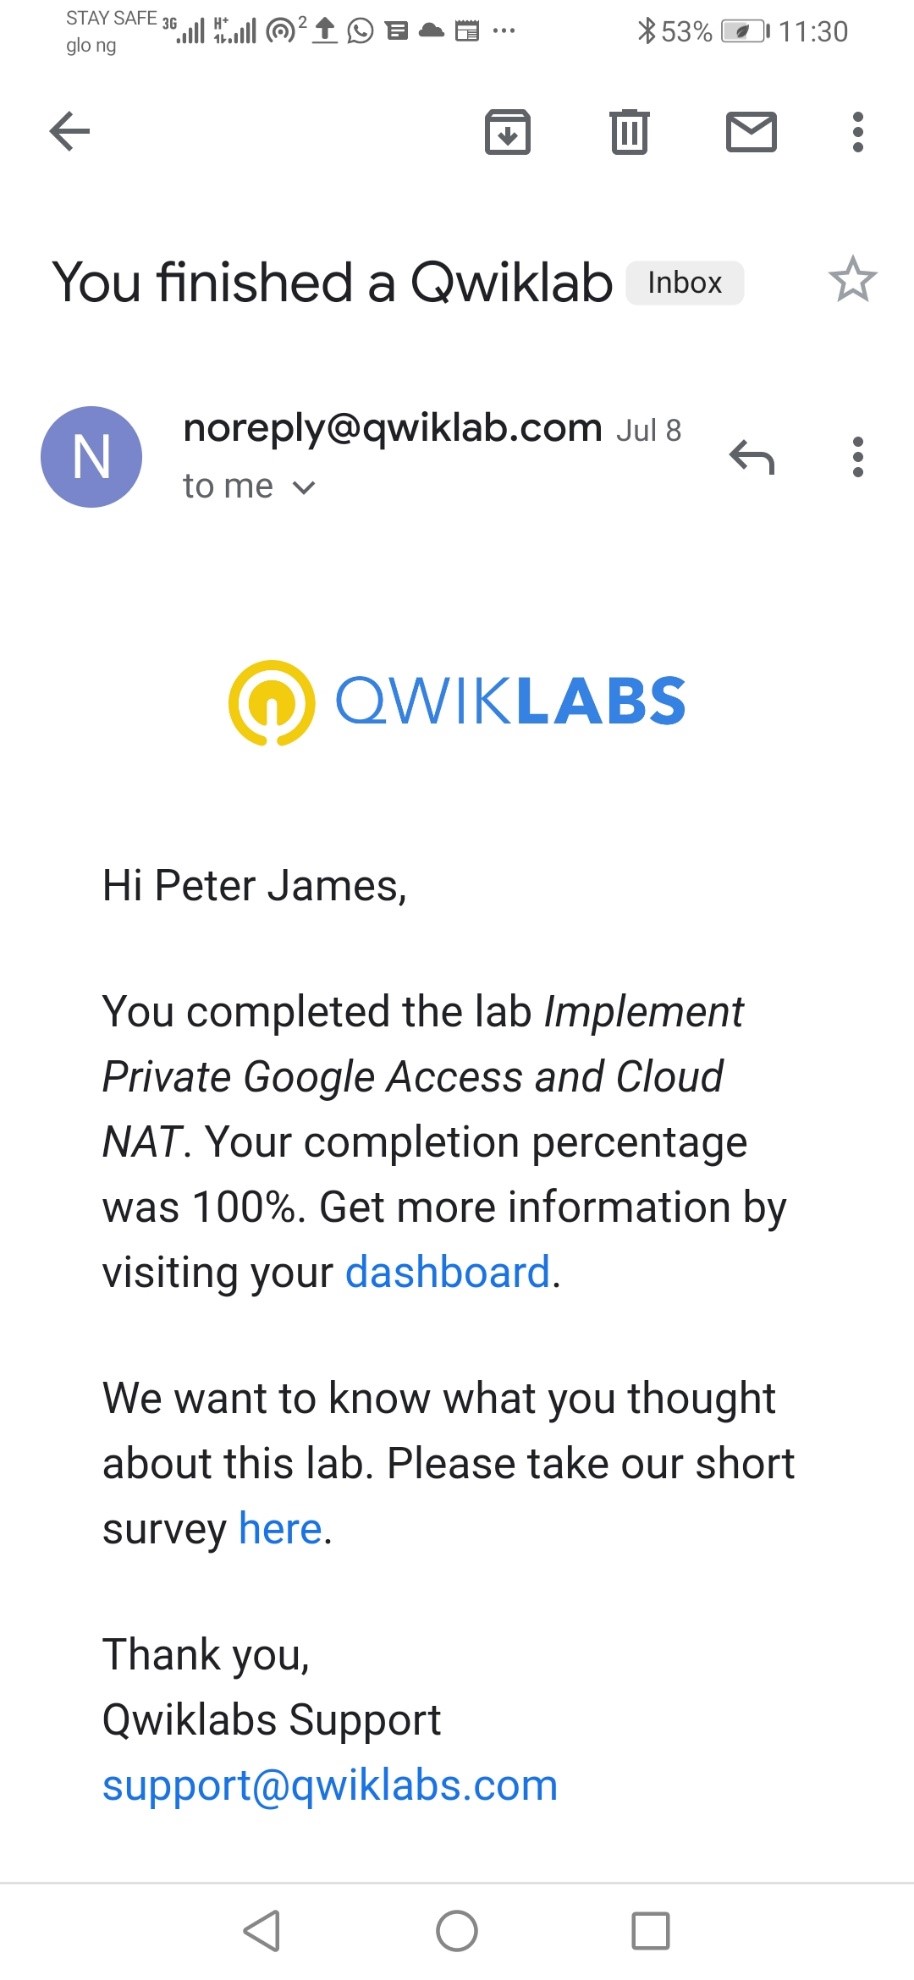 STAY SAFE 3G H+ 2 53% 11:30
glo ng
You finished a Qwiklab Inbox
N
noreply@qwiklab.com Jul 8
to me
QWIKLABS
Hi Peter James,
You completed the lab Implement
Private Google Access and Cloud
NAT. Your completion percentage
was 100%. Get more information by
visiting your dashboard.
We want to know what you thought
about this lab. Please take our short
survey here.
Thank you,
Qwiklabs Support
support@qwiklabs.com